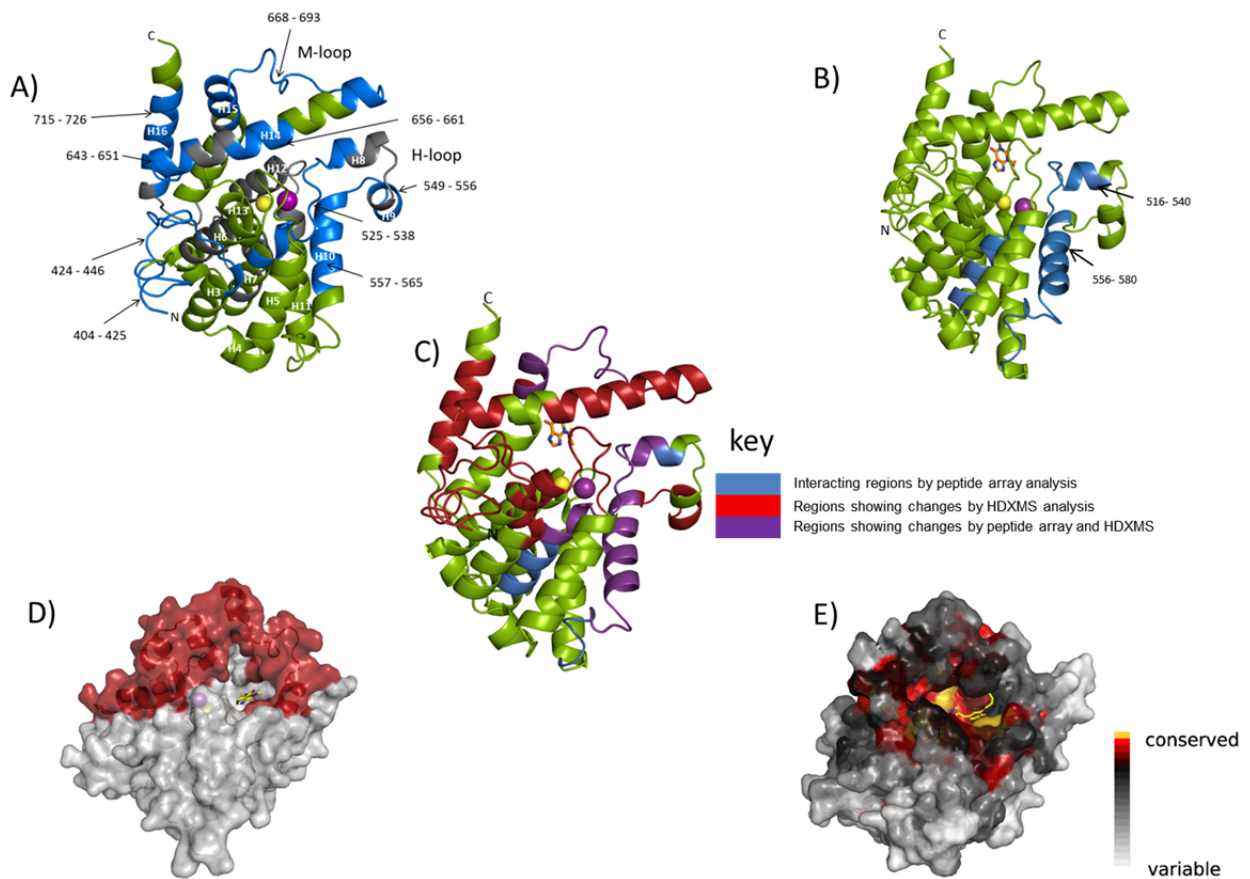 A)
C
668 - 693
M-loop
715 - 726
H16
H15
H14
656 - 661
643 - 651
H-loop
H12
H8
549 - 556
H13
H9
H6
525 - 538
424 - 446
H10
H7
557 - 565
H3
H5
H11
404 - 425
N
H4
B)
C
N
516- 540
556- 580
C)
C
N
key
Interacting regions by peptide array analysis
Regions showing changes by HDXMS analysis
Regions showing changes by peptide array and HDXMS
D)
E)
conserved
variable